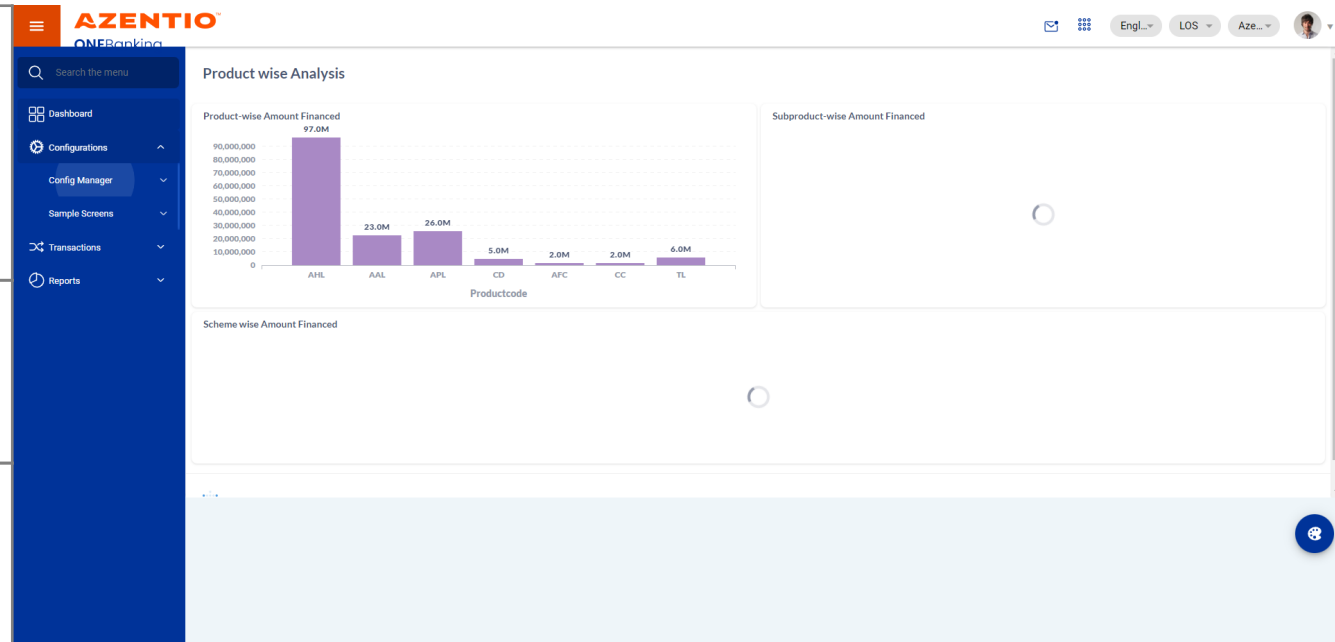 AZENTIO
ONEBanking
Engl...
LOS
Aze...
Search the menu
Dashboard
Configurations
Config Manager
Sample Screens
Transactions
Reports
Product wise Analysis
Product-wise Amount Financed
97.0M
90,000,000
80,000,000
70,000,000
60,000,000
50,000,000
40,000,000
30,000,000
20,000,000
10,000,000
0
23.0M
26.0M
5.0M
2.0M
2.0M
6.0M
AHL AAL APL CD AFC CC TL
Productcode
Subproduct-wise Amount Financed
Scheme wise Amount Financed